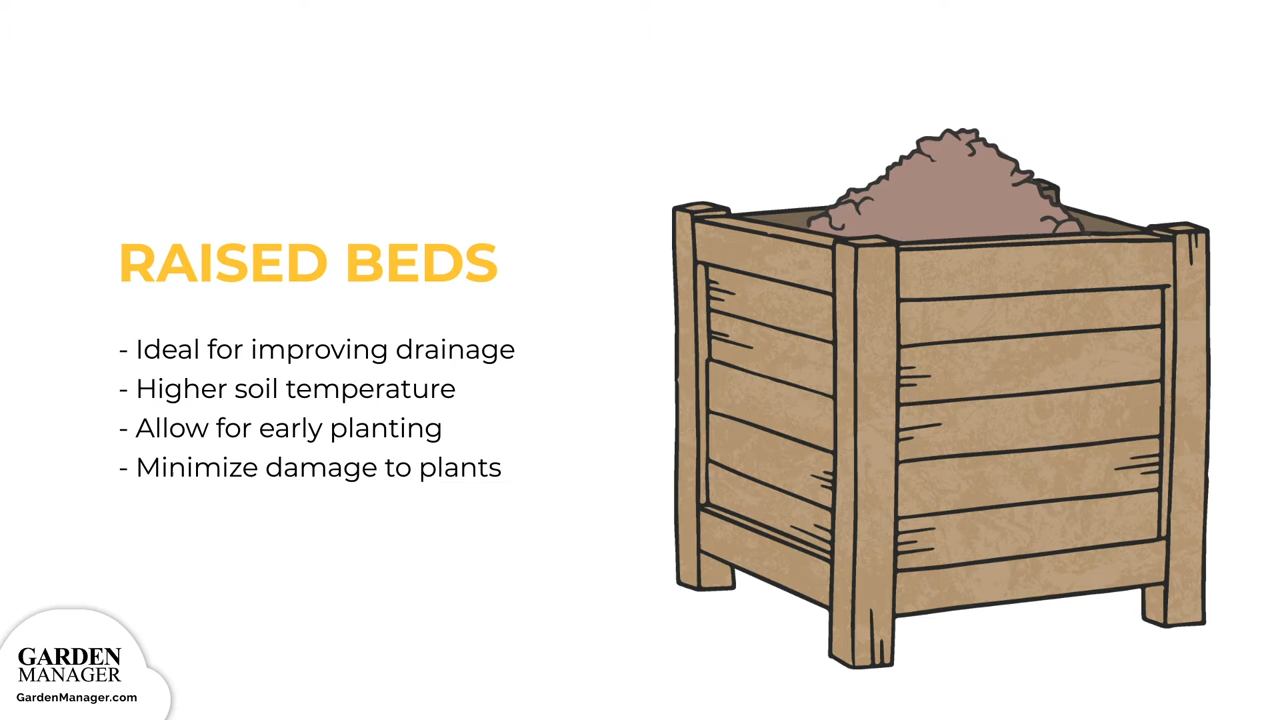 RAISED BEDS
- Ideal for improving drainage
- Higher soil temperature
- Allow for early planting
- Minimize damage to plants
GARDEN
MANAGER
GardenManager.com